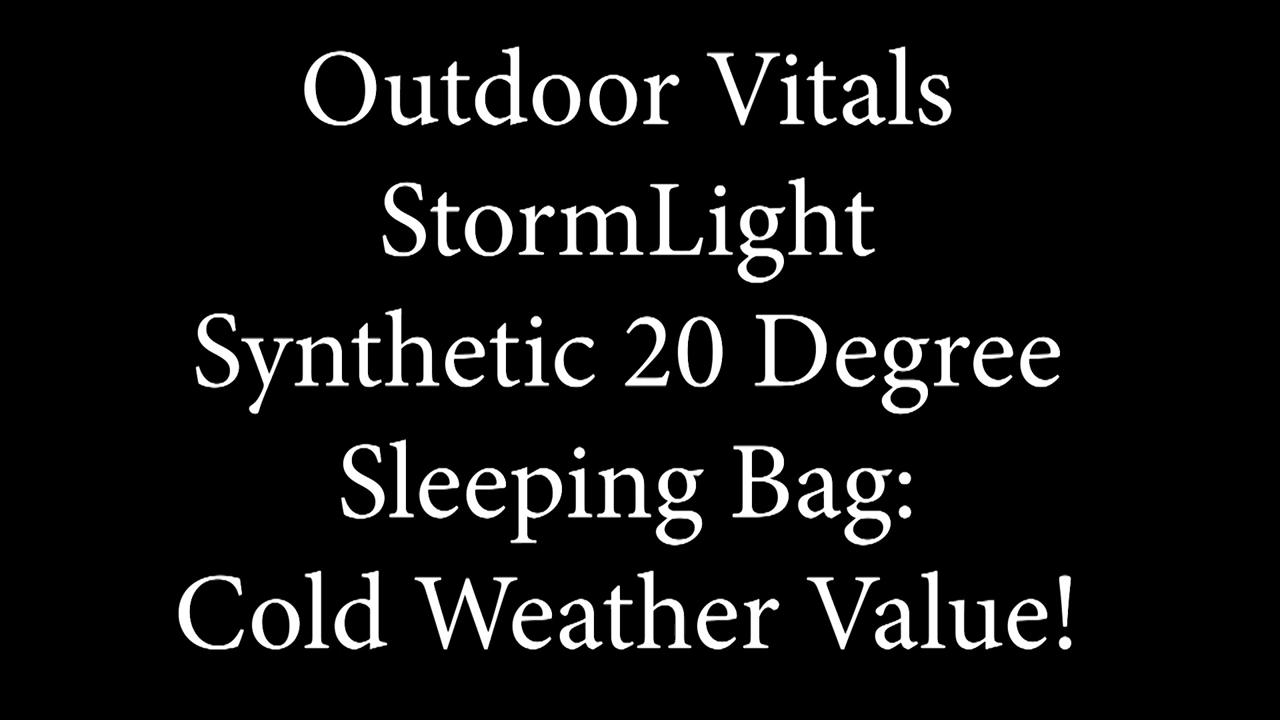 Outdoor Vitals
StormLight
Synthetic 20 Degree
Sleeping Bag:
Cold Weather Value!